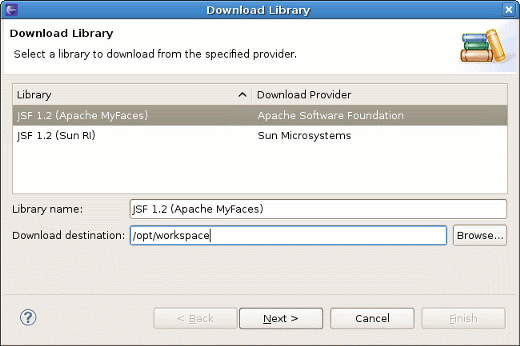 Download Library
Download Library
Select a library to download from the specified provider.
Library Download Provider
JSF 1.2 (Apache MyFaces) Apache Software Foundation
JSF 1.2 (Sun RI) Sun Microsystems
Library name: JSF 1.2 (Apache MyFaces)
Download destination: /opt/workspace Browse...
? < Back Next > Cancel Finish